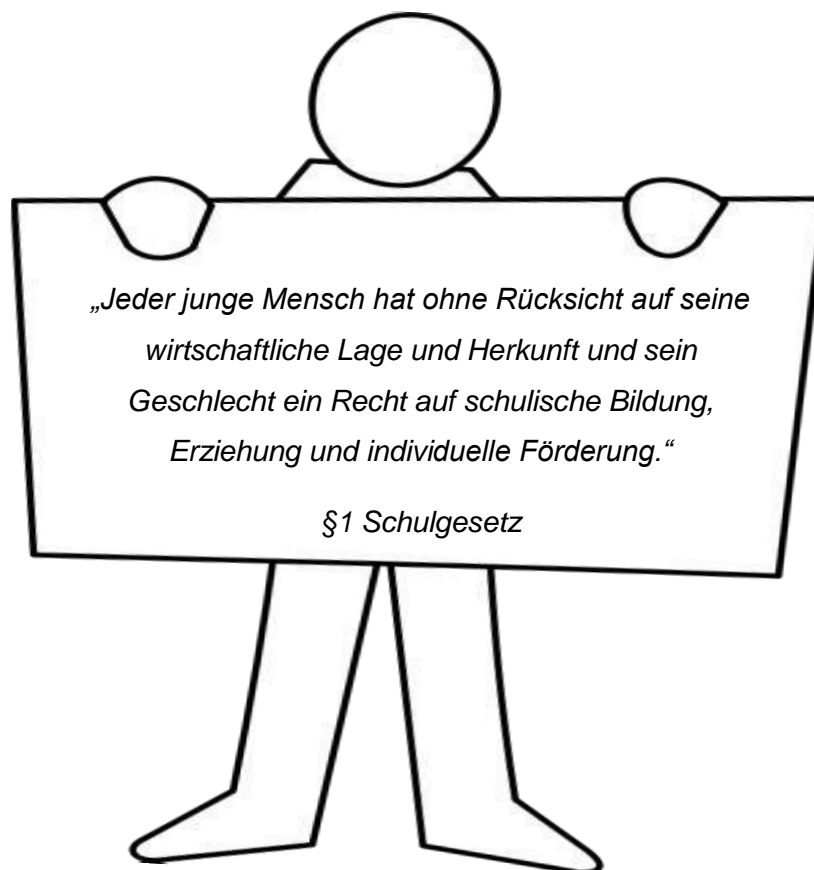 „Jeder junge Mensch hat ohne Rücksicht auf seine
wirtschaftliche Lage und Herkunft und sein
Geschlecht ein Recht auf schulische Bildung,
Erziehung und individuelle Förderung.“
§1 Schulgesetz